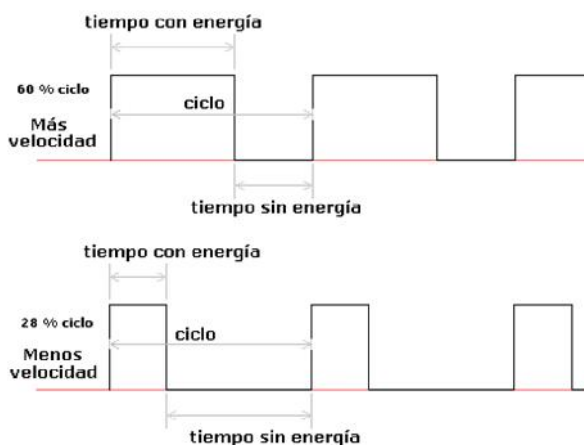 tiempo con energía
60 % ciclo
ciclo
Más
velocidad
tiempo sin energía
tiempo con energía
28 % ciclo
ciclo
Menos
velocidad
tiempo sin energía